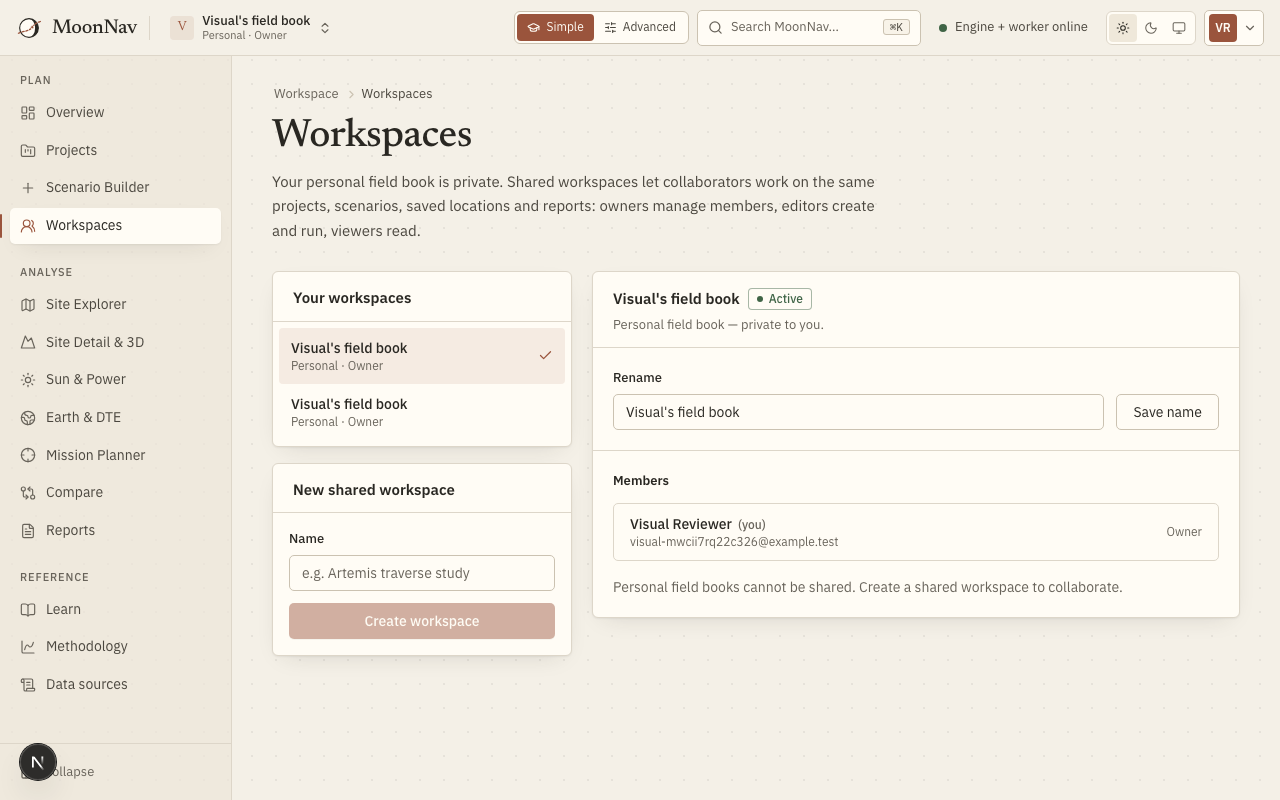 MoonNav
V
Visual's field book
Personal · Owner
Simple
Advanced
Search MoonNav...
⌘K
Engine + worker online
VR
PLAN
Overview
Projects
Scenario Builder
Workspaces
ANALYSE
Site Explorer
Site Detail & 3D
Sun & Power
Earth & DTE
Mission Planner
Compare
Reports
REFERENCE
Learn
Methodology
Data sources
N
ollapse
Workspace
Workspaces
Workspaces
Your personal field book is private. Shared workspaces let collaborators work on the same
projects, scenarios, saved locations and reports: owners manage members, editors create
and run, viewers read.
Your workspaces
Visual's field book
Personal · Owner
Visual's field book
Personal · Owner
New shared workspace
Name
e.g. Artemis traverse study
Create workspace
Visual's field book
Active
Personal field book — private to you.
Rename
Visual's field book
Save name
Members
Visual Reviewer (you)
visual-mwcii7rq22c326@example.test
Owner
Personal field books cannot be shared. Create a shared workspace to collaborate.